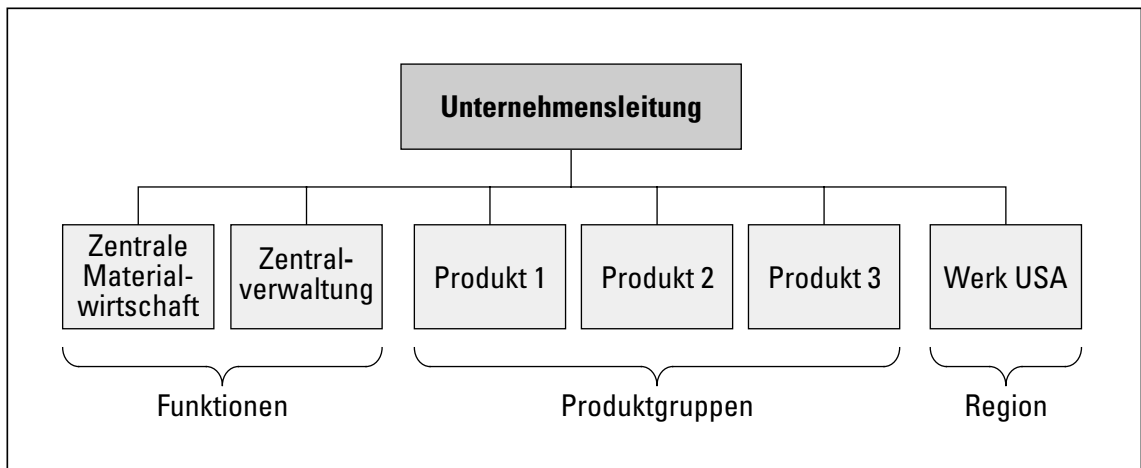 Unternehmensleitung
Zentrale
Material-
wirtschaft
Zentral-
verwaltung
Produkt 1
Produkt 2
Produkt 3
Werk USA
Funktionen
Produktgruppen
Region